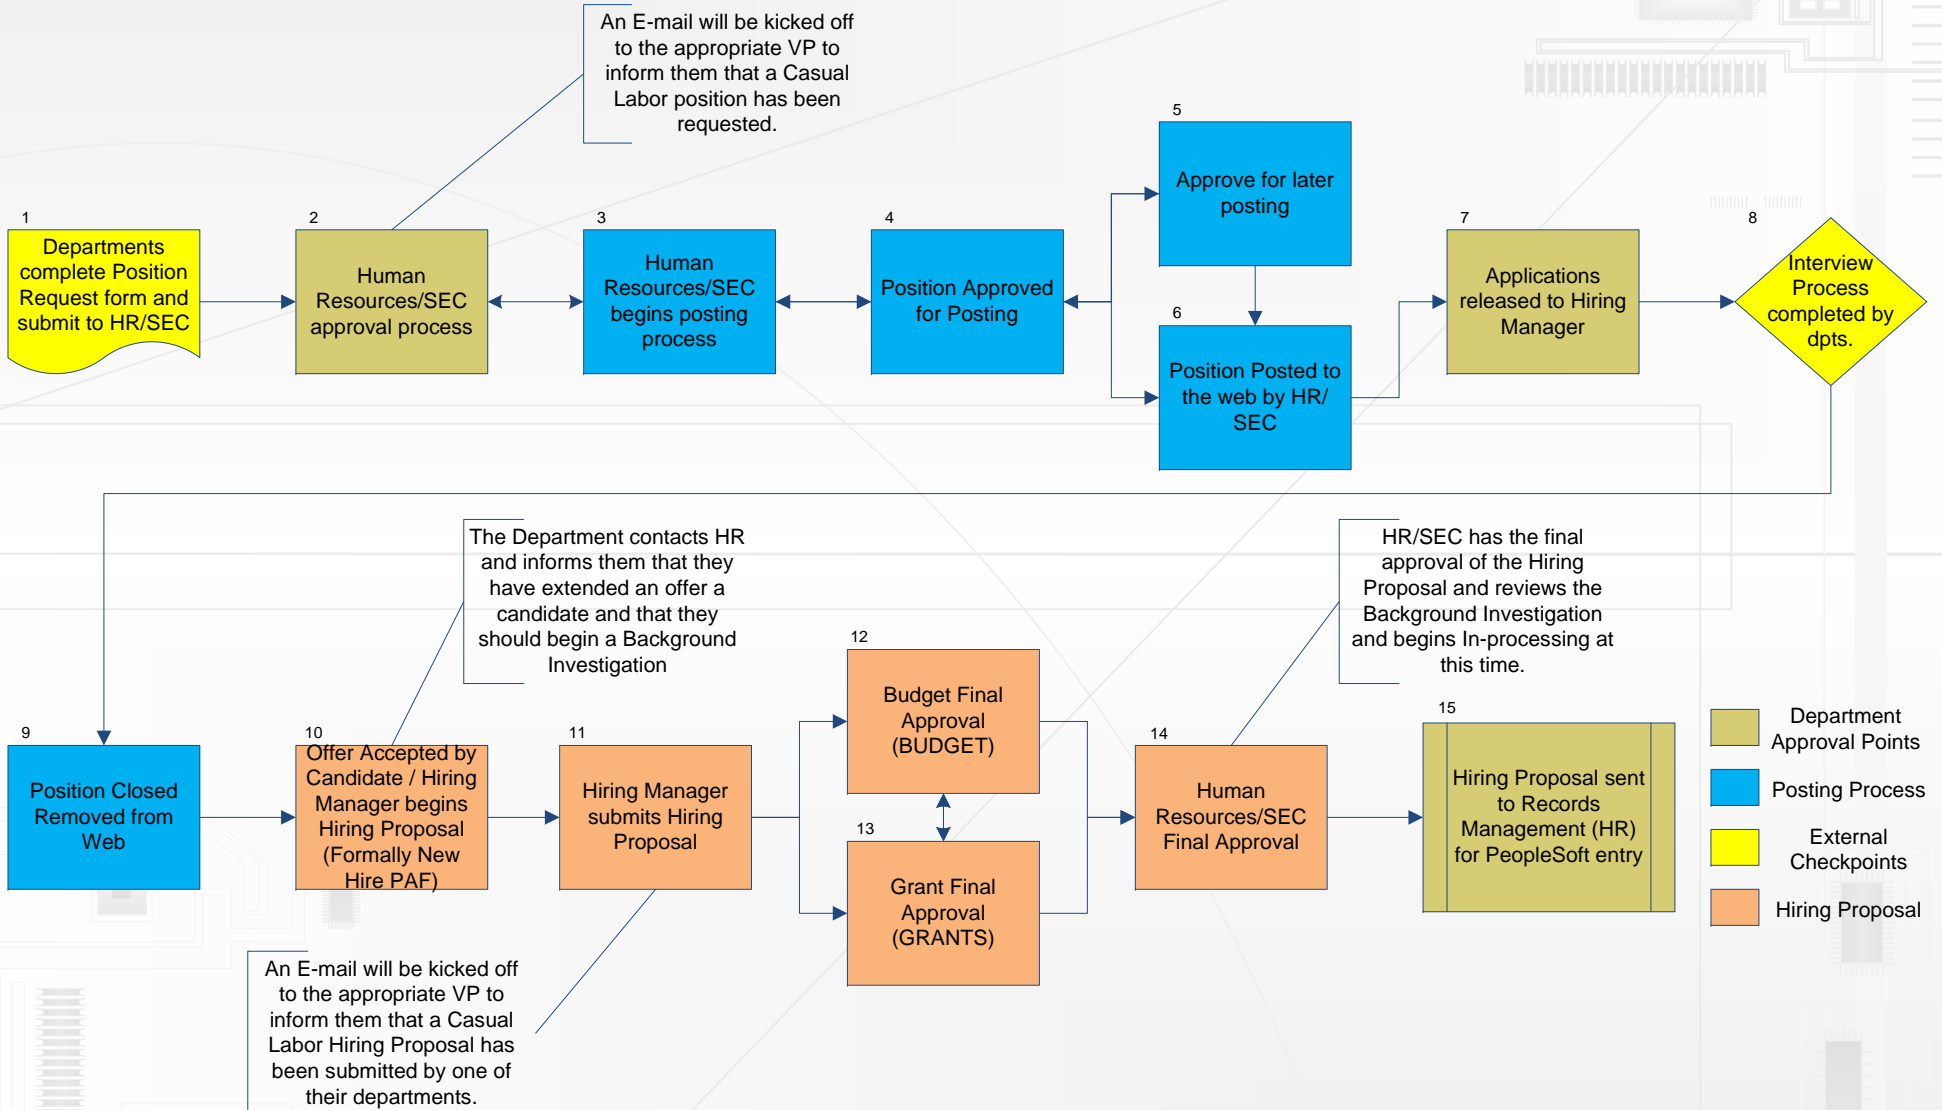 An E-mail will be kicked off
to the appropriate VP to
inform them that a Casual
Labor position has been
requested.
1
Departments
complete Position
Request form and
submit to HR/SEC
2
Human
Resources/SEC
approval process
3
Human
Resources/SEC
begins posting
process
4
Position Approved
for Posting
5
Approve for later
posting
6
Position Posted to
the web by HR/
SEC
7
Applications
released to Hiring
Manager
8
Interview
Process
completed by
dpts.
The Department contacts HR
and informs them that they
have extended an offer a
candidate and that they
should begin a Background
Investigation
HR/SEC has the final
approval of the Hiring
Proposal and reviews the
Background Investigation
and begins In-processing at
this time.
9
Position Closed
Removed from
Web
10
Offer Accepted by
Candidate / Hiring
Manager begins
Hiring Proposal
(Formally New
Hire PAF)
11
Hiring Manager
submits Hiring
Proposal
12
Budget Final
Approval
(BUDGET)
13
Grant Final
Approval
(GRANTS)
14
Human
Resources/SEC
Final Approval
15
Hiring Proposal sent
to Records
Management (HR)
for PeopleSoft entry
Department
Approval Points
Posting Process
External
Checkpoints
Hiring Proposal
An E-mail will be kicked off
to the appropriate VP to
inform them that a Casual
Labor Hiring Proposal has
been submitted by one of
their departments.